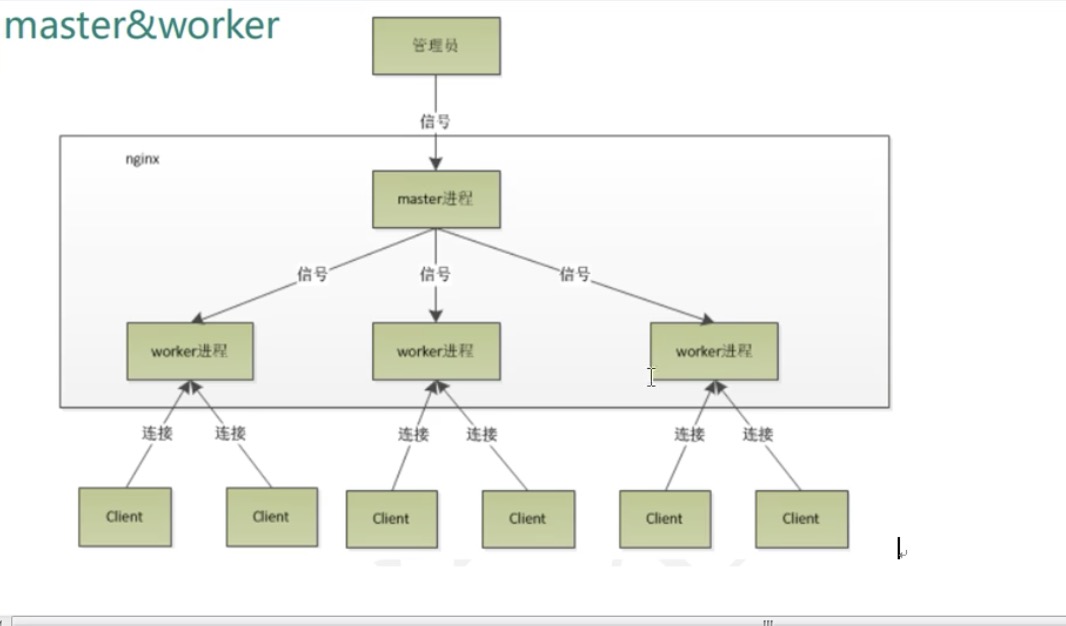 master&worker
管理员
信号
nginx
master进程
信号 信号 信号
worker进程 worker进程 worker进程
连接 连接 连接 连接 连接 连接
Client Client Client Client Client Client